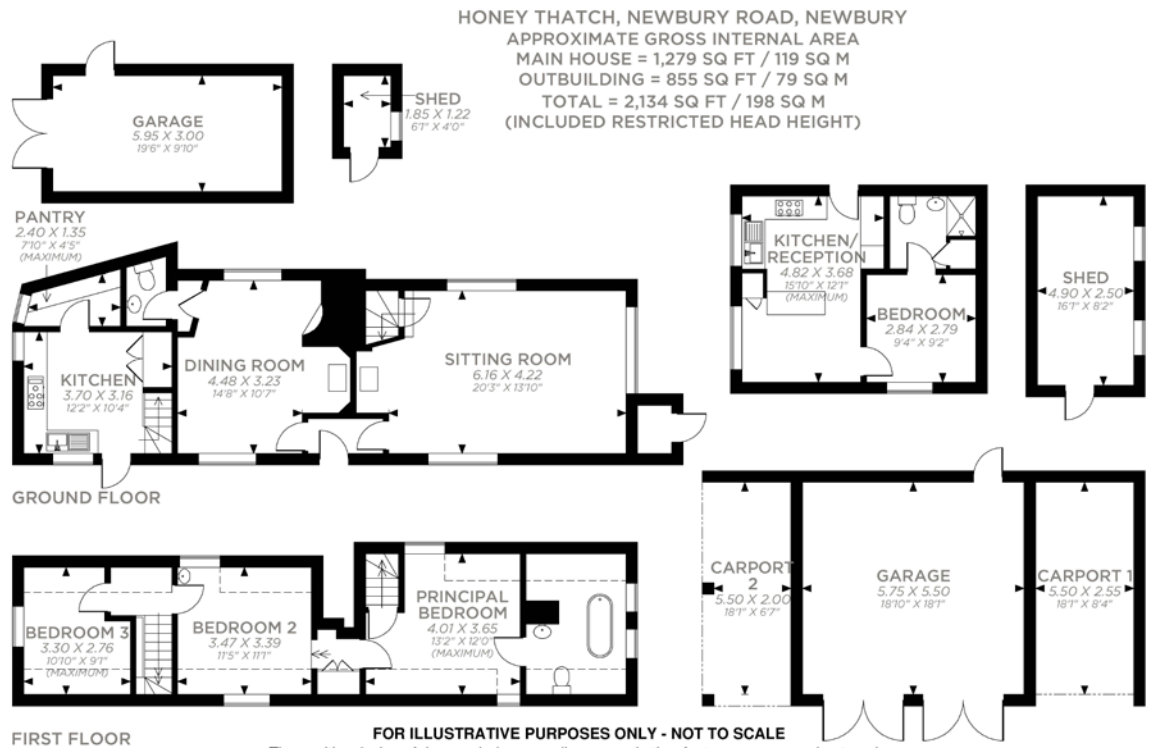 HONEY THATCH, NEWBURY ROAD, NEWBURY
APPROXIMATE GROSS INTERNAL AREA
MAIN HOUSE = 1,279 SQ FT / 119 SQ M
OUTBUILDING = 855 SQ FT / 79 SQ M
TOTAL = 2,134 SQ FT / 198 SQ M
(INCLUDED RESTRICTED HEAD HEIGHT)
GARAGE
5.95 X 3.00
19'6" X 9'10"
SHED
1.85 X 1.22
6'1" X 4'0"
PANTRY
2.40 X 1.35
7'10" X 4'5"
(MAXIMUM)
KITCHEN
3.70 X 3.16
12'2" X 10'4"
DINING ROOM
4.48 X 3.23
14'8" X 10'7"
SITTING ROOM
6.16 X 4.22
20'3" X 13'10"
GROUND FLOOR
KITCHEN/
RECEPTION
4.82 X 3.68
15'10" X 12'1"
(MAXIMUM)
BEDROOM
2.84 X 2.79
9'4" X 9'2"
SHED
4.90 X 2.50
16'1" X 8'2"
BEDROOM 3
3.30 X 2.76
10'10" X 9'1"
(MAXIMUM)
BEDROOM 2
3.47 X 3.39
11'5" X 11'1"
PRINCIPAL
BEDROOM
4.01 X 3.65
13'2" X 12'0"
(MAXIMUM)
CARPORT
2
5.50 X 2.00
18'1" X 6'7"
GARAGE
5.75 X 5.50
18'10" X 18'1"
CARPORT 1
5.50 X 2.55
18'1" X 8'4"
FIRST FLOOR
FOR ILLUSTRATIVE PURPOSES ONLY - NOT TO SCALE